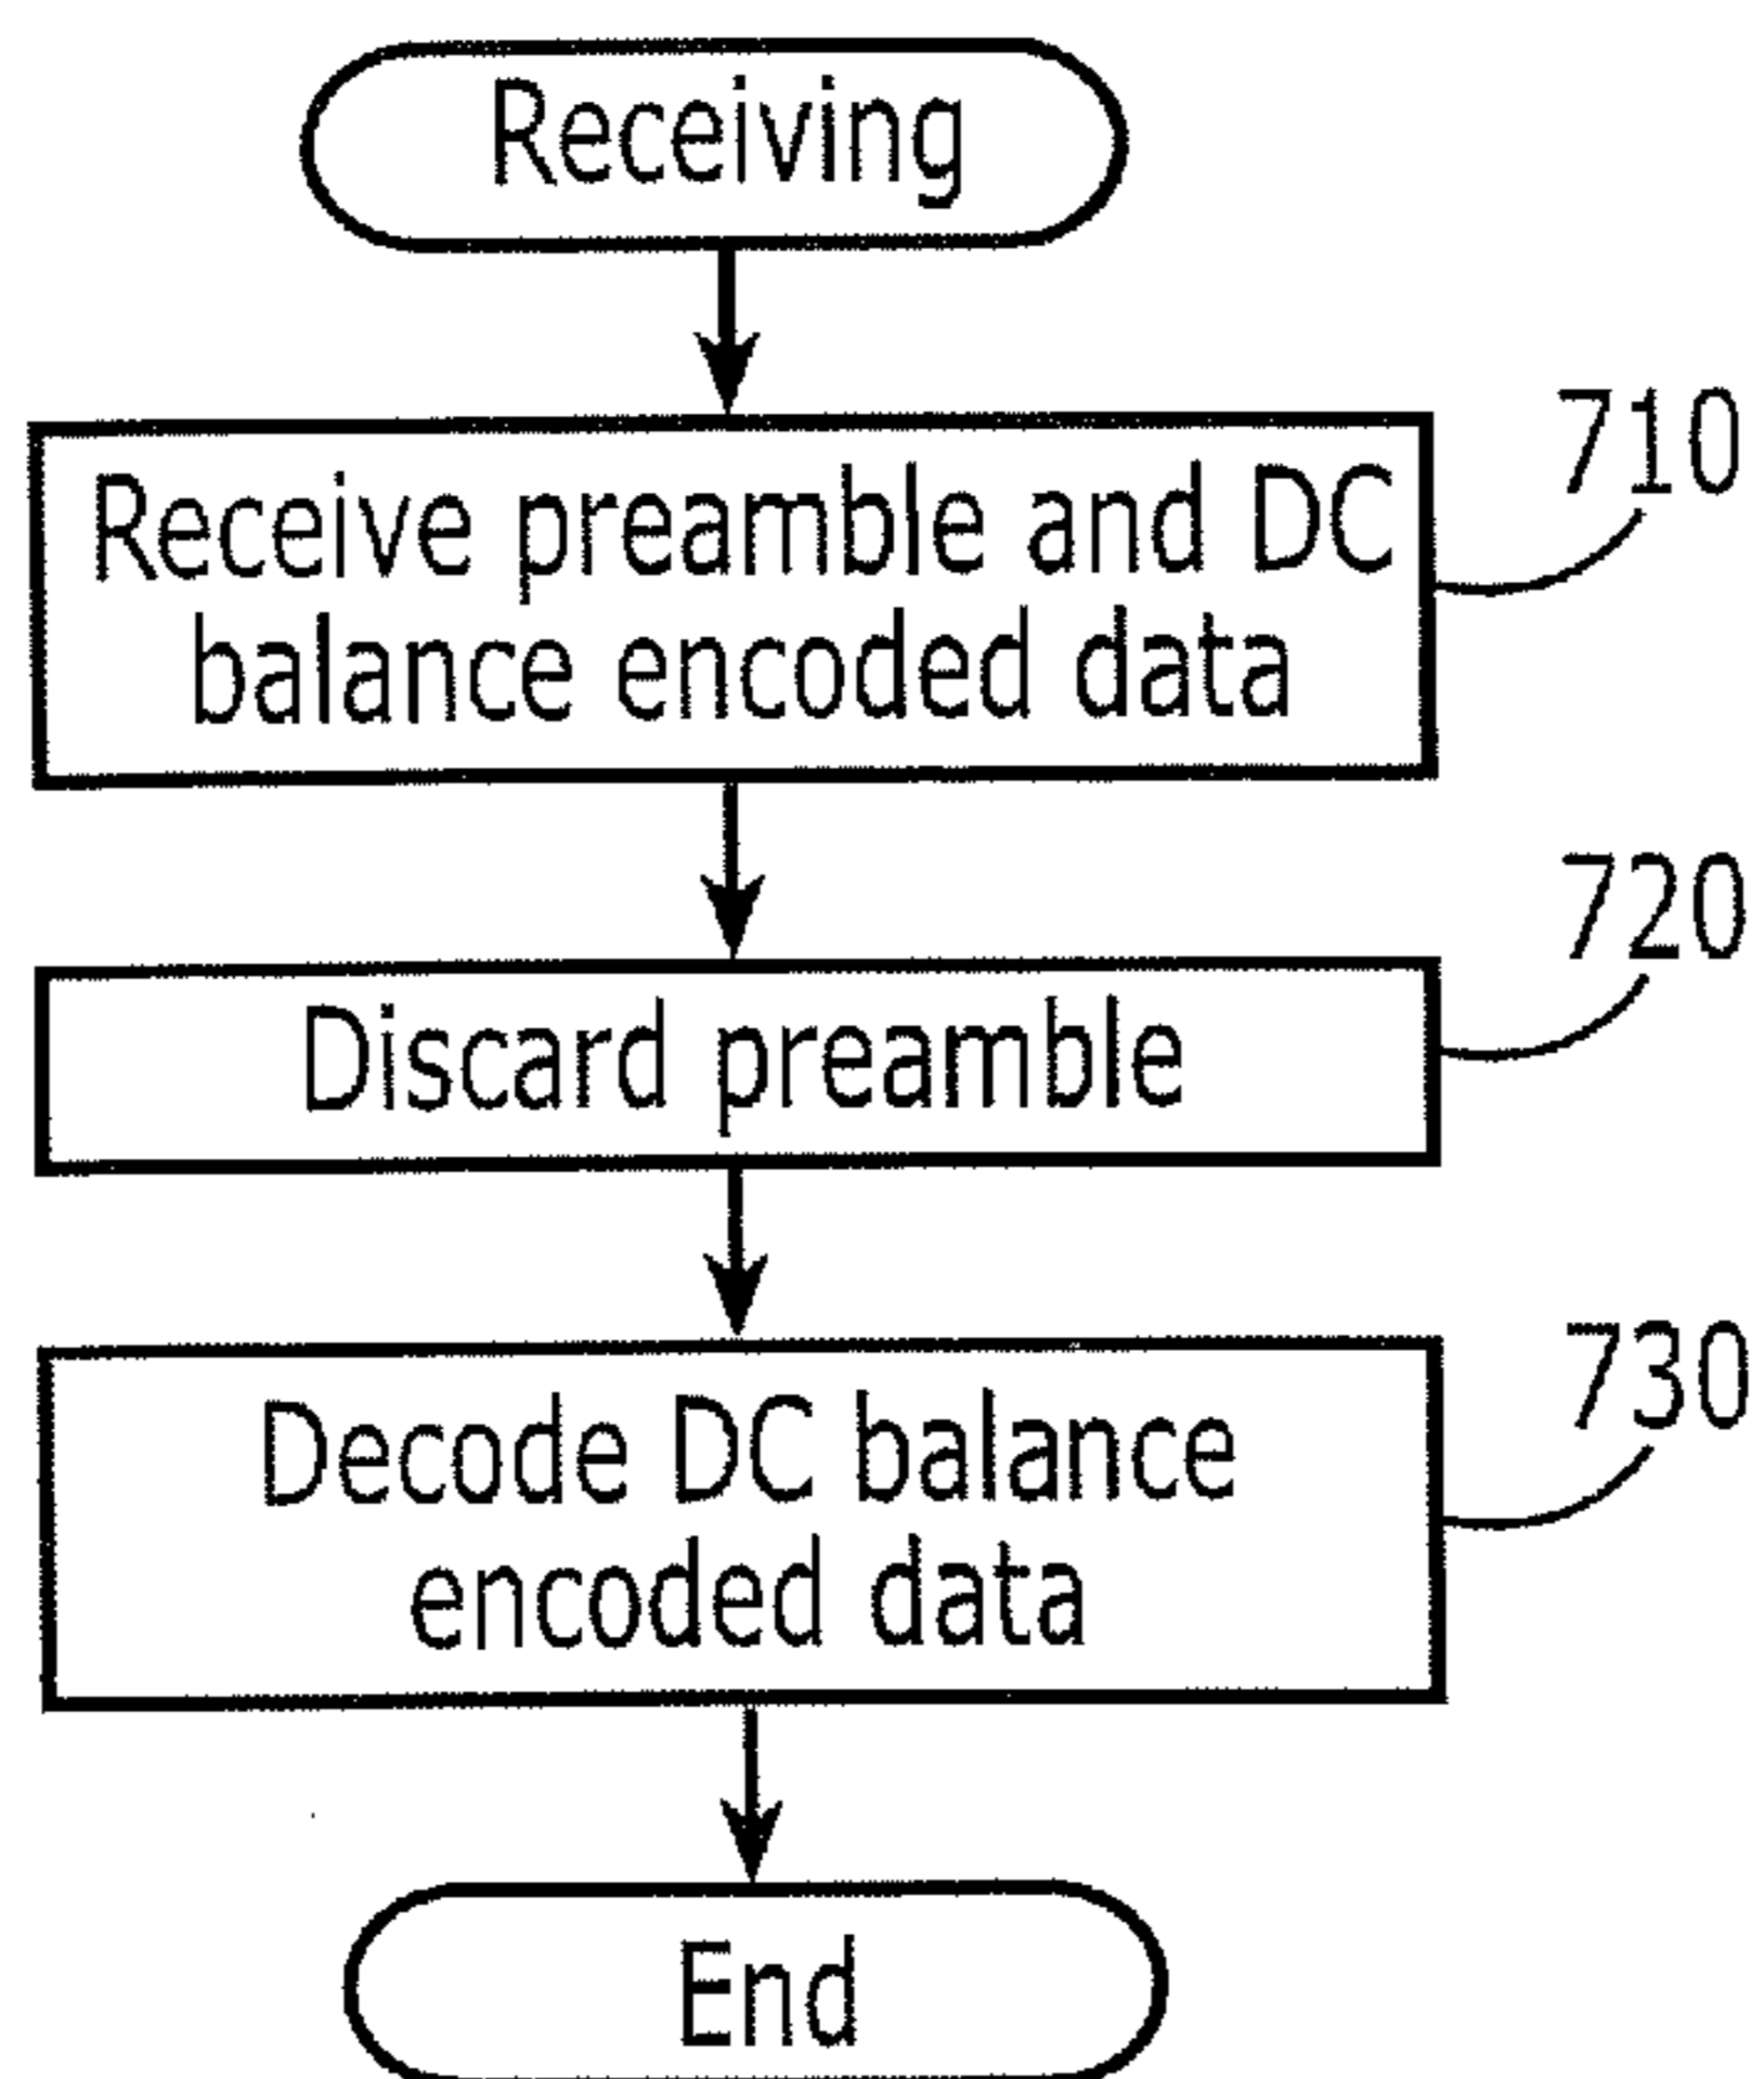 Receiving
710
Receive preamble and DC
balance encoded data
720
Discard preamble
730
Decode DC balance
encoded data
End